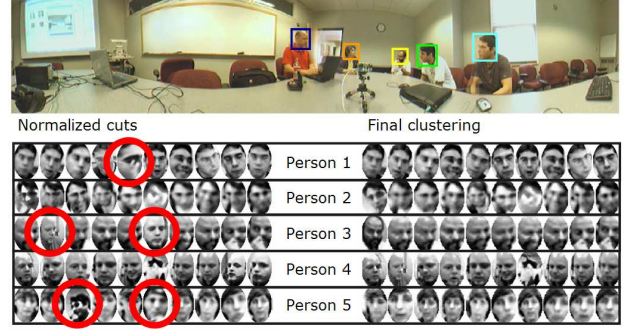 Normalized cuts
Final clustering
Person 1
Person 2
Person 3
Person 4
Person 5